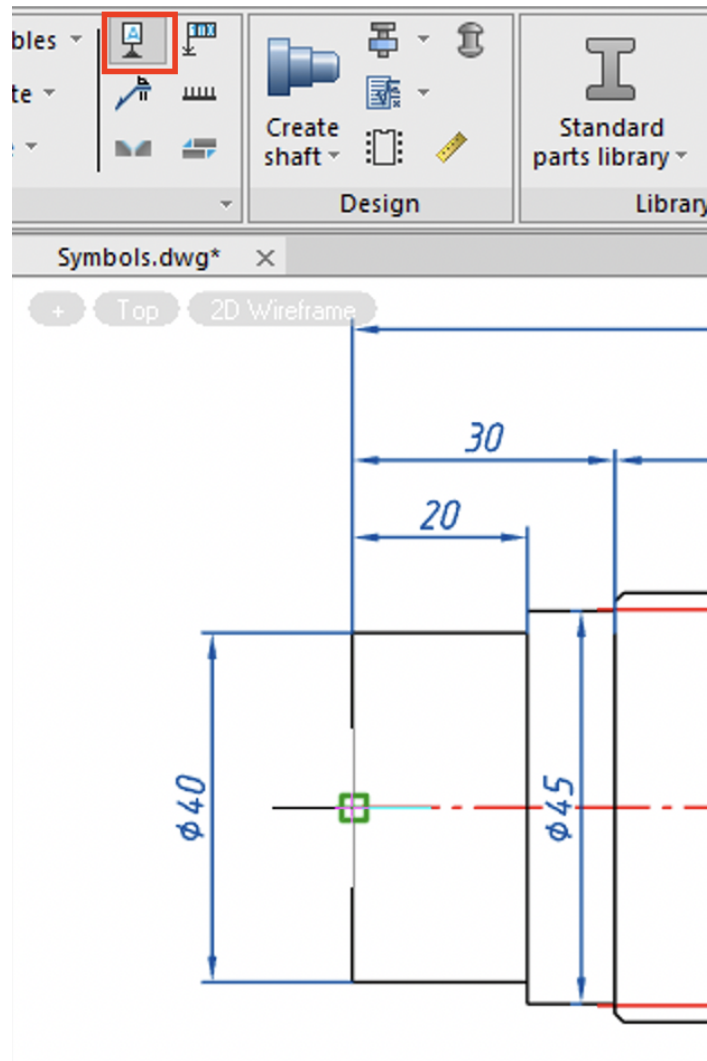 bles
A
te
Create
shaft
Standard
parts library
Design
Library
Symbols.dwg*
+ Top 2D Wireframe
30
20
φ40
φ45